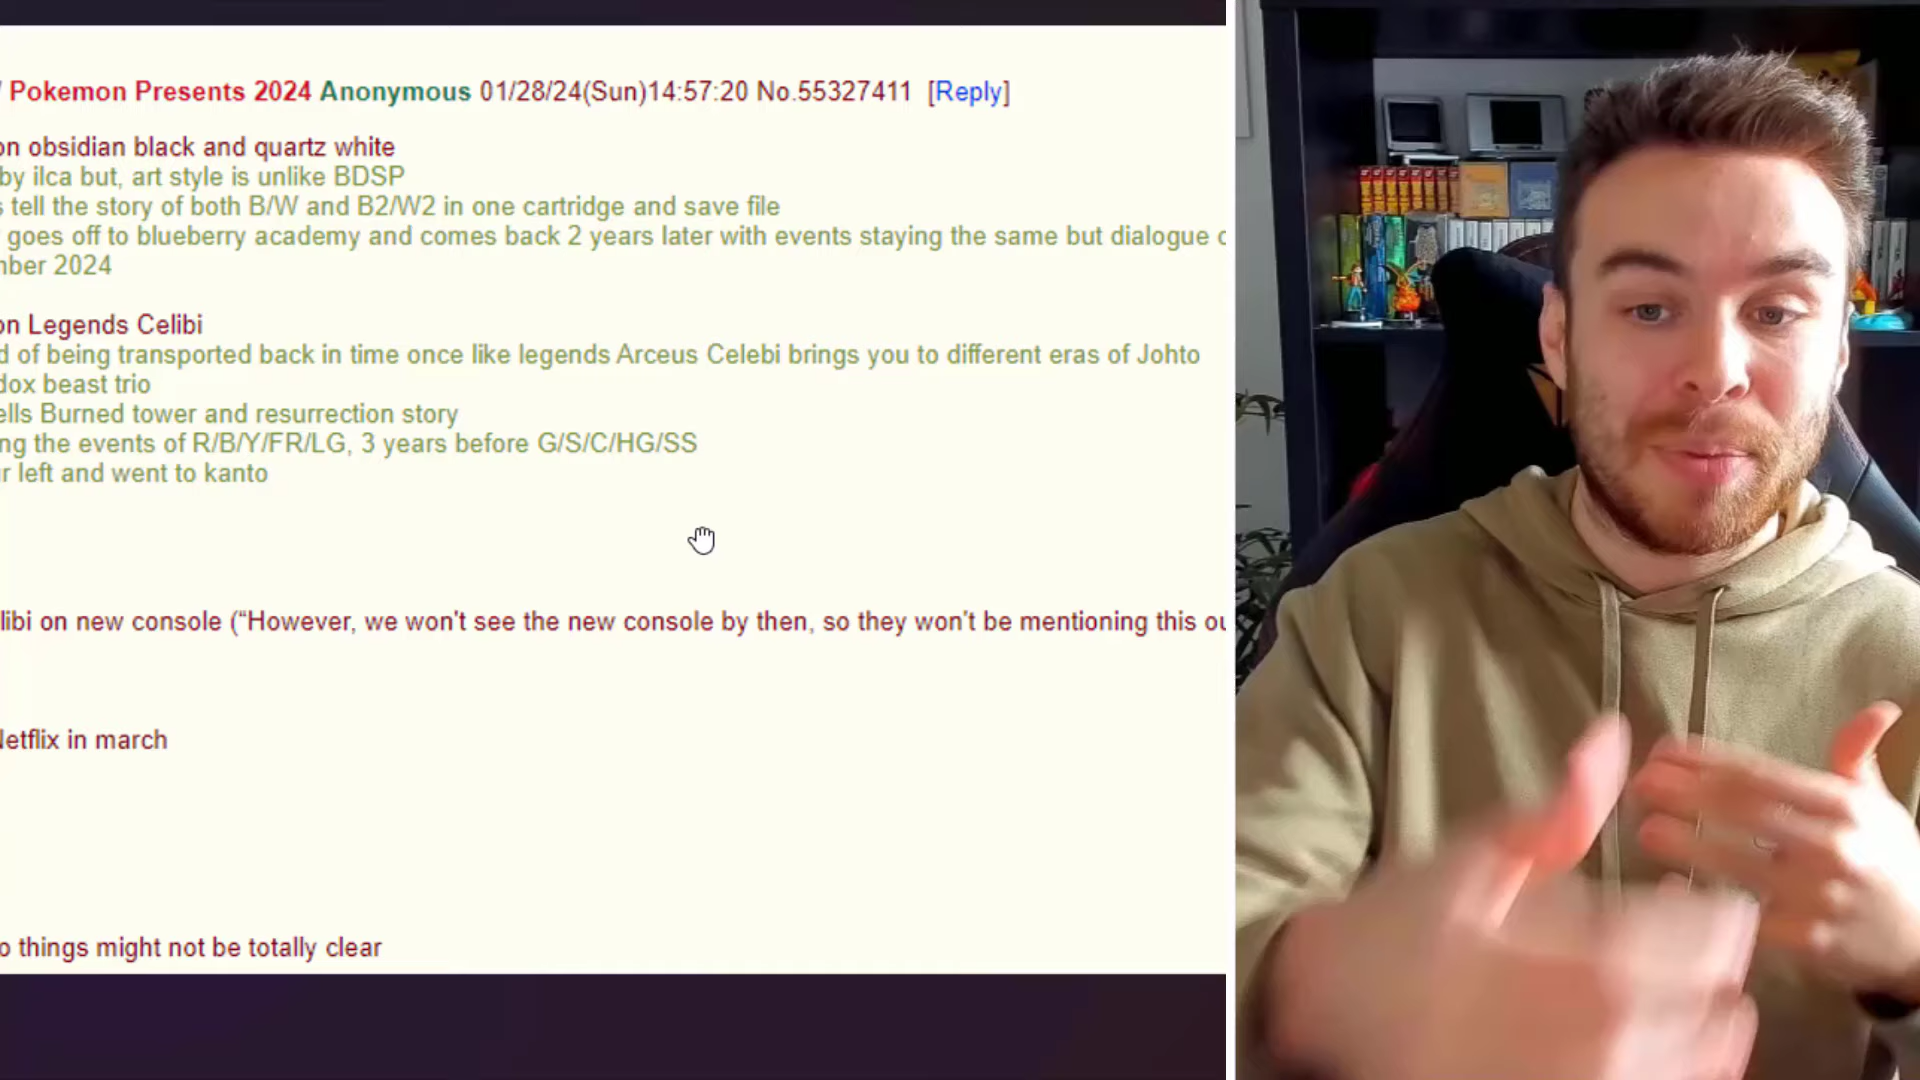 Pokemon Presents 2024 Anonymous 01/28/24(Sun)14:57:20 No.55327411 [Reply]
on obsidian black and quartz white
by ilca but, art style is unlike BDSP
s tell the story of both B/W and B2/W2 in one cartridge and save file
goes off to blueberry academy and comes back 2 years later with events staying the same but dialogue
mber 2024
on Legends Celibi
d of being transported back in time once like legends Arceus Celebi brings you to different eras of Johto
dox beast trio
ells Burned tower and resurrection story
ng the events of R/B/Y/FR/LG, 3 years before G/S/C/HG/SS
r left and went to kanto
libi on new console (“However, we won't see the new console by then, so they won't be mentioning this ou
Netflix in march
o things might not be totally clear